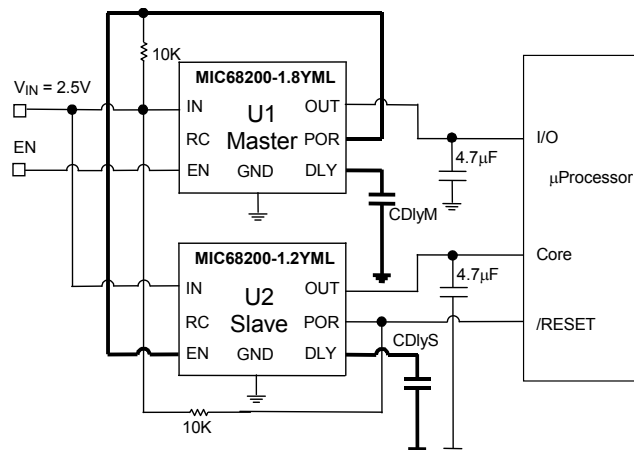 10K
V_IN = 2.5V
EN
MIC68200-1.8YML
IN
RC
EN
U1
Master
GND
OUT
POR
DLY
CDlyM
4.7µF
I/O
µProcessor
Core
/RESET
MIC68200-1.2YML
IN
RC
EN
U2
Slave
GND
OUT
POR
DLY
CDlyS
4.7µF
10K